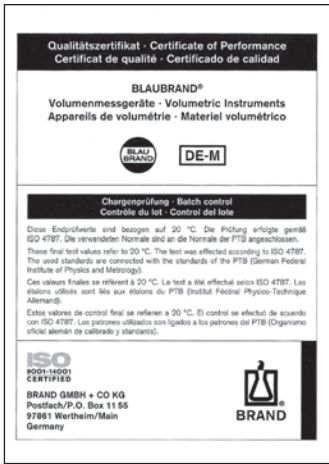 Qualitätszertifikat · Certificate of Performance
Certificat de qualité · Certificado de calidad
BLAUBRAND®
Volumenmessgeräte · Volumetric Instruments
Appareils de volumétrie · Materiel volumétrico
BLAU
BRAND
DE-M
Chargenprüfung · Batch control
Contrôle du lot · Control del lote
Diese Endprüfwerte sind bezogen auf 20 °C. Die Prüfung erfolgte gemäß
ISO 4787. Die verwendeten Normale sind an die Normale der PTB angeschlossen.
These final test values refer to 20 °C. The test was effected according to ISO 4787.
The used standards are connected with the standards of the PTB (German Federal
Institute of Physics and Metrology).
Ces valeurs finales se réfèrent à 20 °C. Le test a été effectué selon ISO 4787. Les
étalons utilisés sont liés aux étalons du PTB (Institut Fédéral Physico-Technique
Allemand).
Estos valores de control final se refieren a 20 °C. El control se efectuó de acuerdo
con ISO 4787. Los patrones utilizados son ligados a los patrones del PTB (Organismo
oficial alemán de calibrado y standards).
ISO
9001·14001
CERTIFIED
BRAND GMBH + CO KG
Postfach/P.O. Box 11 55
97861 Wertheim/Main
Germany
BRAND